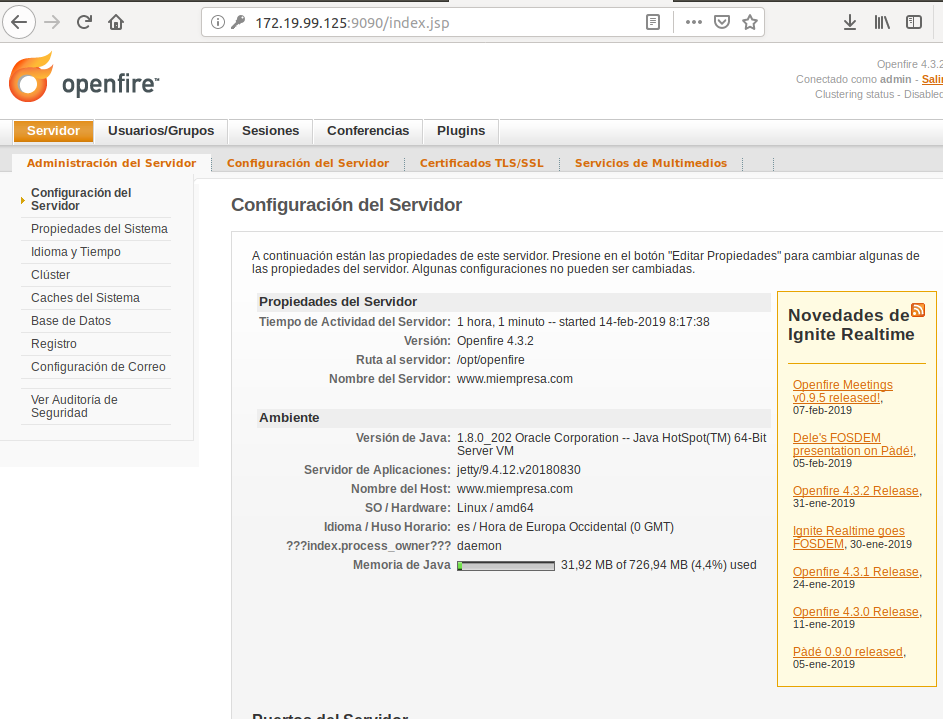 172.19.99.125:9090/index.jsp
openfire™
Openfire 4.3.2
Conectado como admin - Salir
Clustering status - Disabled
Servidor Usuarios/Grupos Sesiones Conferencias Plugins
Administración del Servidor Configuración del Servidor Certificados TLS/SSL Servicios de Multimedios
Configuración del
Servidor
Propiedades del Sistema
Idioma y Tiempo
Clúster
Caches del Sistema
Base de Datos
Registro
Configuración de Correo
Ver Auditoría de
Seguridad
Configuración del Servidor
A continuación están las propiedades de este servidor. Presione en el botón "Editar Propiedades" para cambiar algunas de
las propiedades del servidor. Algunas configuraciones no pueden ser cambiadas.
Propiedades del Servidor
Tiempo de Actividad del Servidor: 1 hora, 1 minuto -- started 14-feb-2019 8:17:38
Versión: Openfire 4.3.2
Ruta al servidor: /opt/openfire
Nombre del Servidor: www.miempresa.com
Ambiente
Versión de Java: 1.8.0_202 Oracle Corporation -- Java HotSpot(TM) 64-Bit
Server VM
Servidor de Aplicaciones: jetty/9.4.12.v20180830
Nombre del Host: www.miempresa.com
SO / Hardware: Linux / amd64
Idioma / Huso Horario: es / Hora de Europa Occidental (0 GMT)
???index.process_owner??? daemon
Memoria de Java 31,92 MB of 726,94 MB (4,4%) used
Novedades de
Ignite Realtime
Openfire Meetings
v0.9.5 released!,
07-feb-2019
Dele's FOSDEM
presentation on Pàdé!,
05-feb-2019
Openfire 4.3.2 Release,
31-ene-2019
Ignite Realtime goes
FOSDEM, 30-ene-2019
Openfire 4.3.1 Release,
24-ene-2019
Openfire 4.3.0 Release,
11-ene-2019
Pàdé 0.9.0 released,
05-ene-2019
Puertos del Servidor